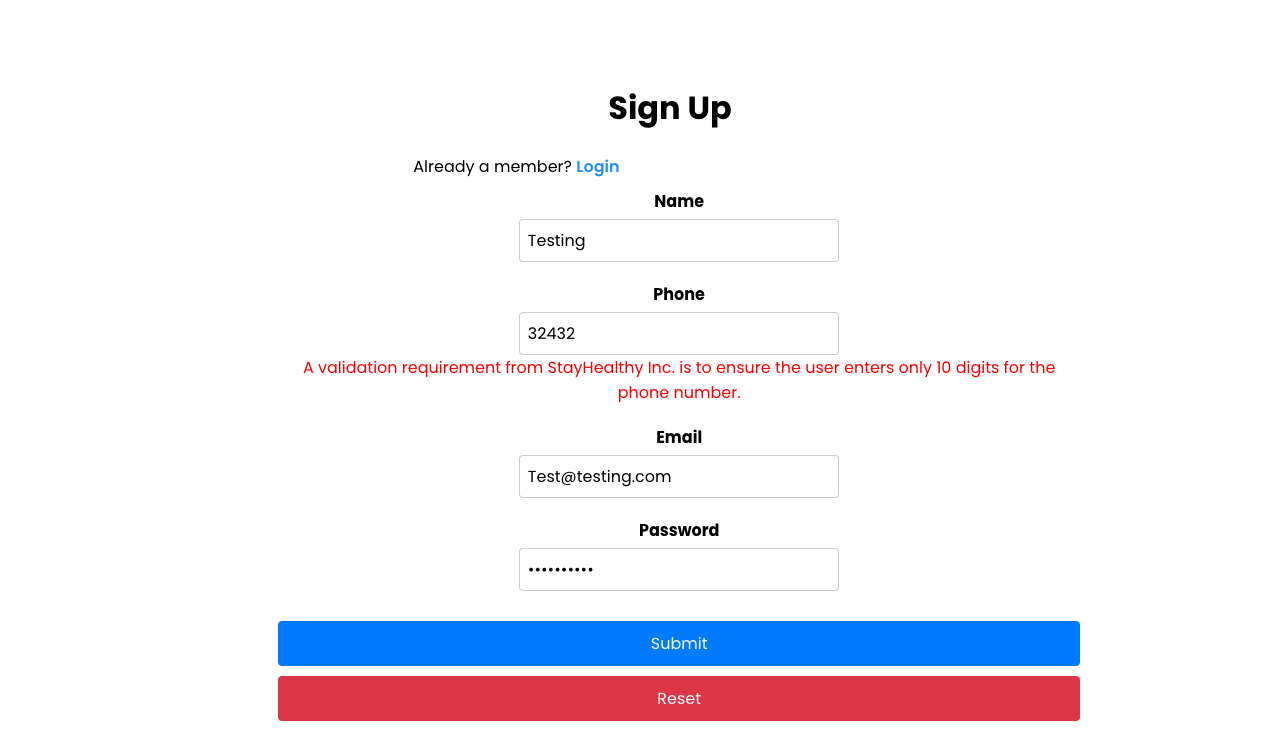 Sign Up
Already a member? Login
Name
Testing
Phone
32432
A validation requirement from StayHealthy Inc. is to ensure the user enters only 10 digits for the
phone number.
Email
Test@testing.com
Password
••••••••••
Submit
Reset